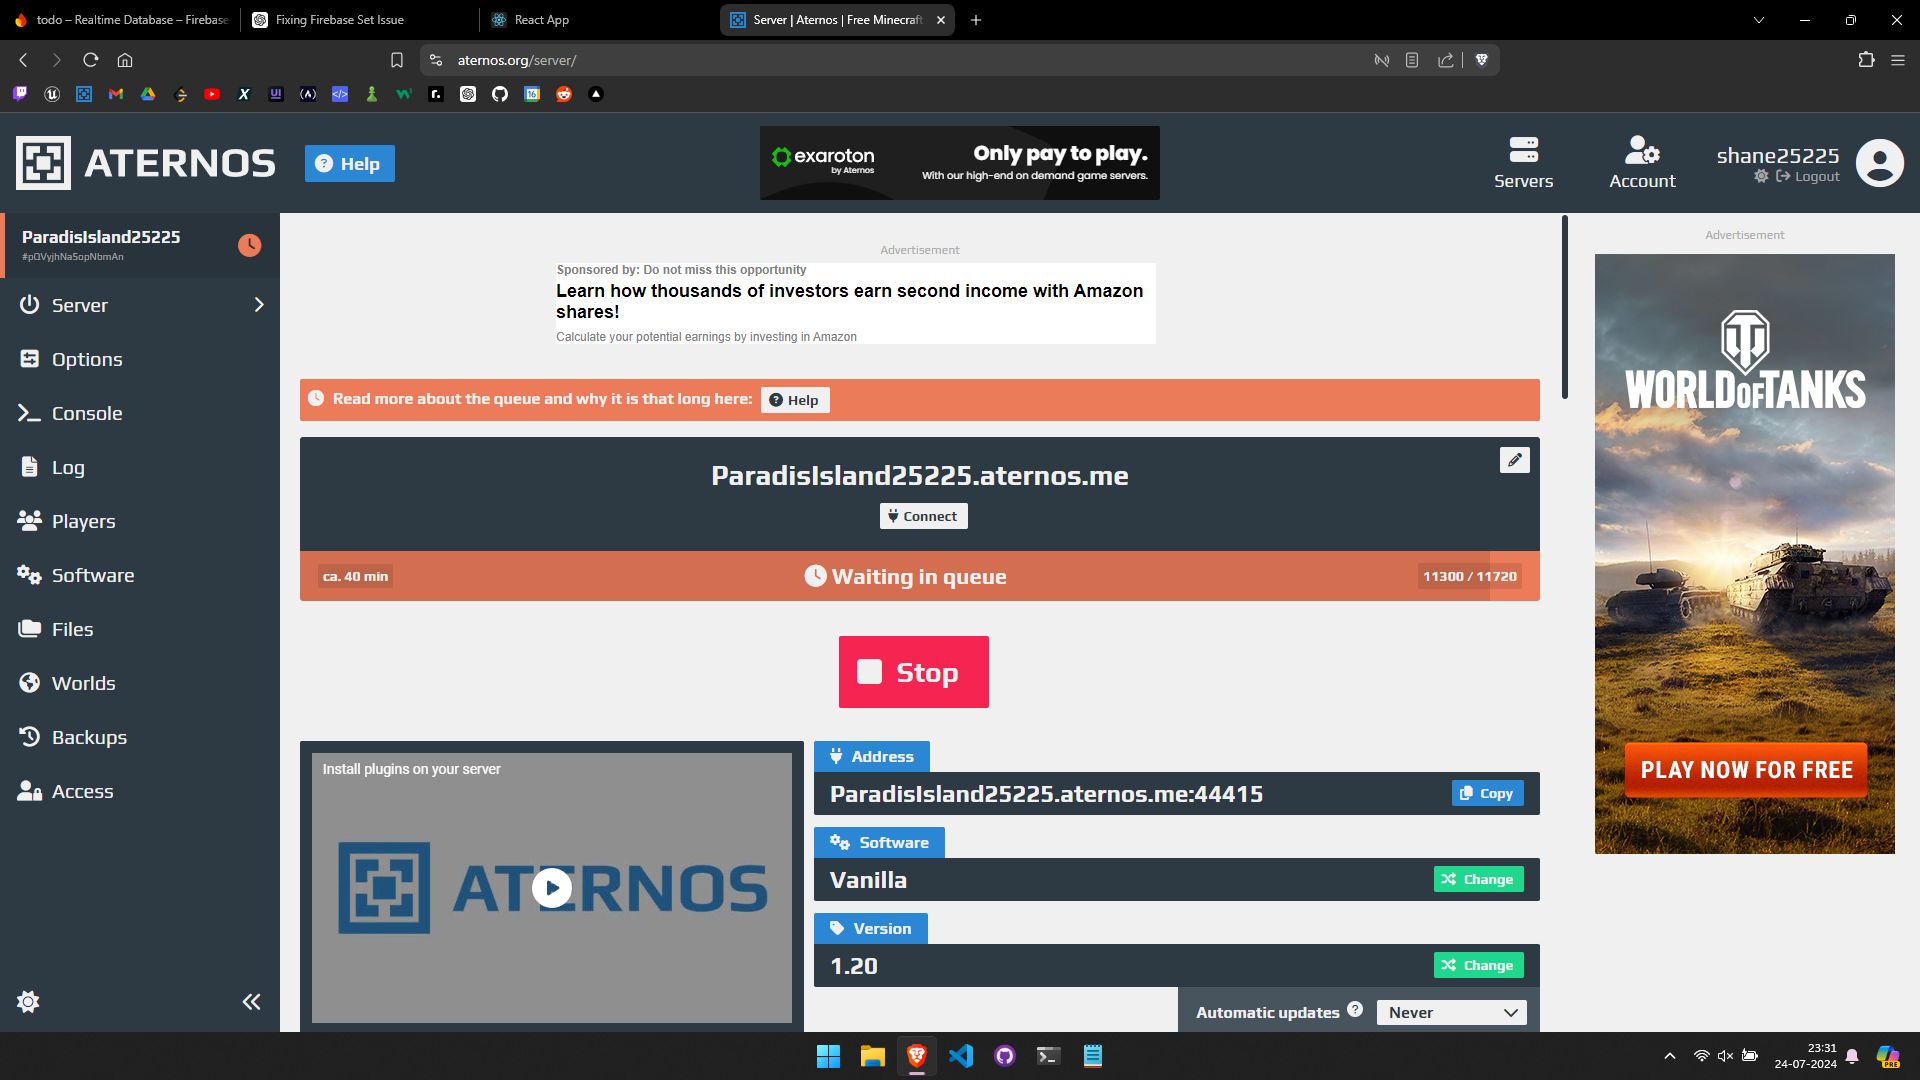 todo – Realtime Database – Firebase
Fixing Firebase Set Issue
React App
Server | Aternos | Free Minecraft
aternos.org/server/
ATERNOS
Help
exaroton
by Aternos
Only pay to play.
With our high-end on demand game servers.
Servers
Account
shane25225
Logout
ParadisIsland25225
#pQVyjhNa5opNbmAn
Server
Options
Console
Log
Players
Software
Files
Worlds
Backups
Access
Advertisement
Sponsored by: Do not miss this opportunity
Learn how thousands of investors earn second income with Amazon
shares!
Calculate your potential earnings by investing in Amazon
Read more about the queue and why it is that long here: Help
ParadisIsland25225.aternos.me
Connect
ca. 40 min
Waiting in queue
11300 / 11720
Stop
Install plugins on your server
ATERNOS
Address
ParadisIsland25225.aternos.me:44415
Copy
Software
Vanilla
Change
Version
1.20
Change
Automatic updates ?
Never
Advertisement
WORLD OF TANKS
PLAY NOW FOR FREE
23:31
24-07-2024
PRE